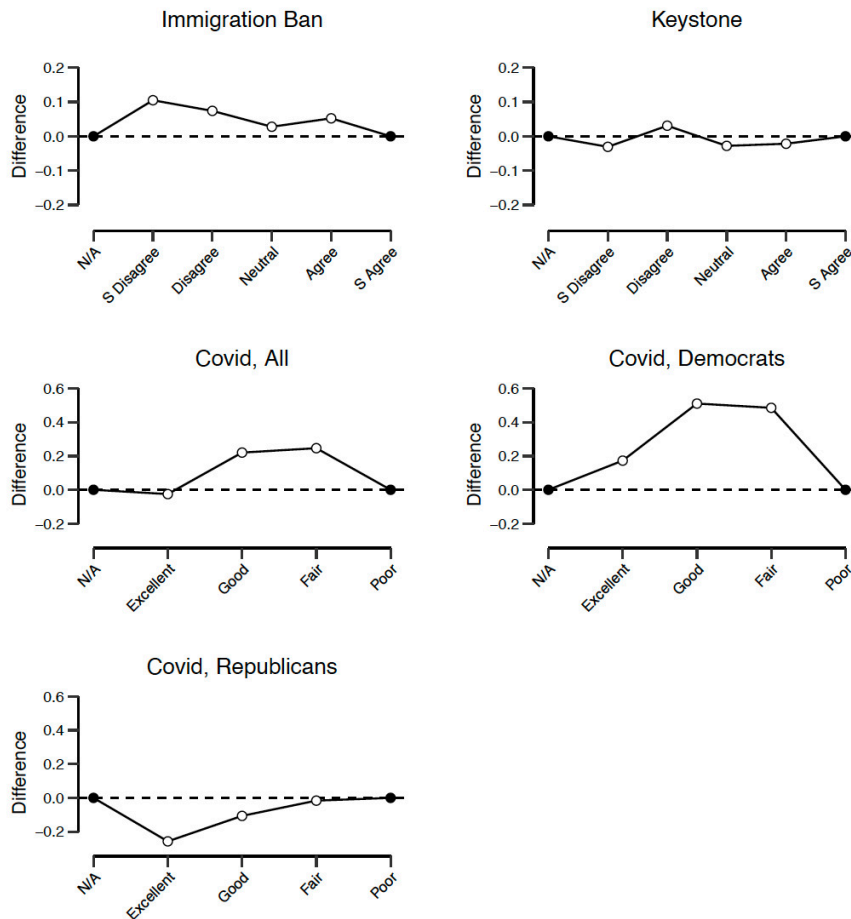 Immigration Ban
Difference
0.2
0.1
0.0
−0.1
−0.2
N/A
S Disagree
Disagree
Neutral
Agree
S Agree
Keystone
Difference
0.2
0.1
0.0
−0.1
−0.2
N/A
S Disagree
Disagree
Neutral
Agree
S Agree
Covid, All
Difference
0.6
0.4
0.2
0.0
−0.2
N/A
Excellent
Good
Fair
Poor
Covid, Democrats
Difference
0.6
0.4
0.2
0.0
−0.2
N/A
Excellent
Good
Fair
Poor
Covid, Republicans
Difference
0.6
0.4
0.2
0.0
−0.2
N/A
Excellent
Good
Fair
Poor